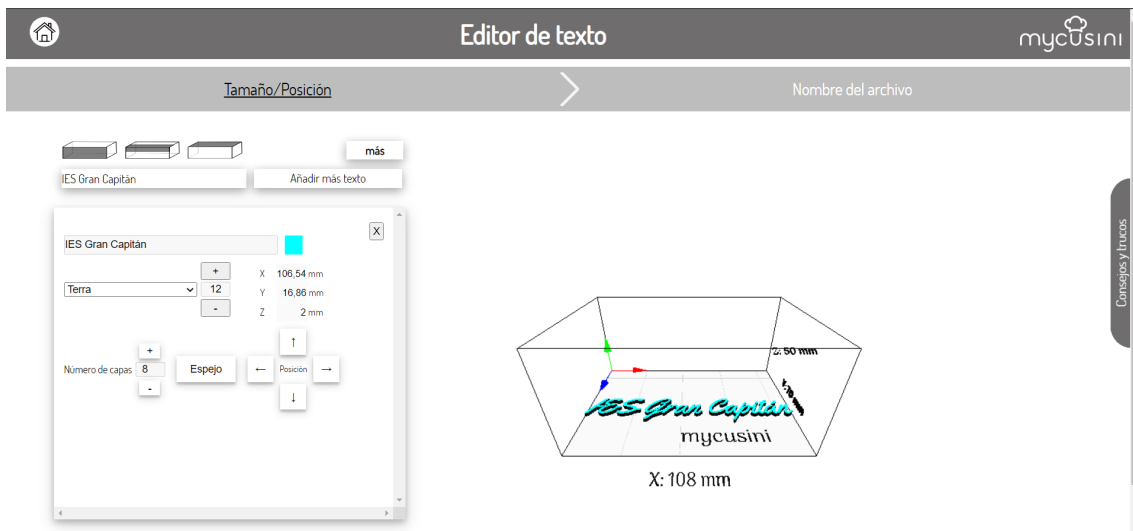 Editor de texto
mycusini
Tamaño/Posición
Nombre del archivo
más
IES Gran Capitán
Añadir más texto
X
IES Gran Capitán
+
Terra
12
-
X 106,54 mm
Y 16,86 mm
Z 2 mm
Número de capas
+
8
-
Espejo
↑
← Posición →
↓
Z: 50 mm
IES Gran Capitán
mycusini
X: 108 mm
Consejos y trucos